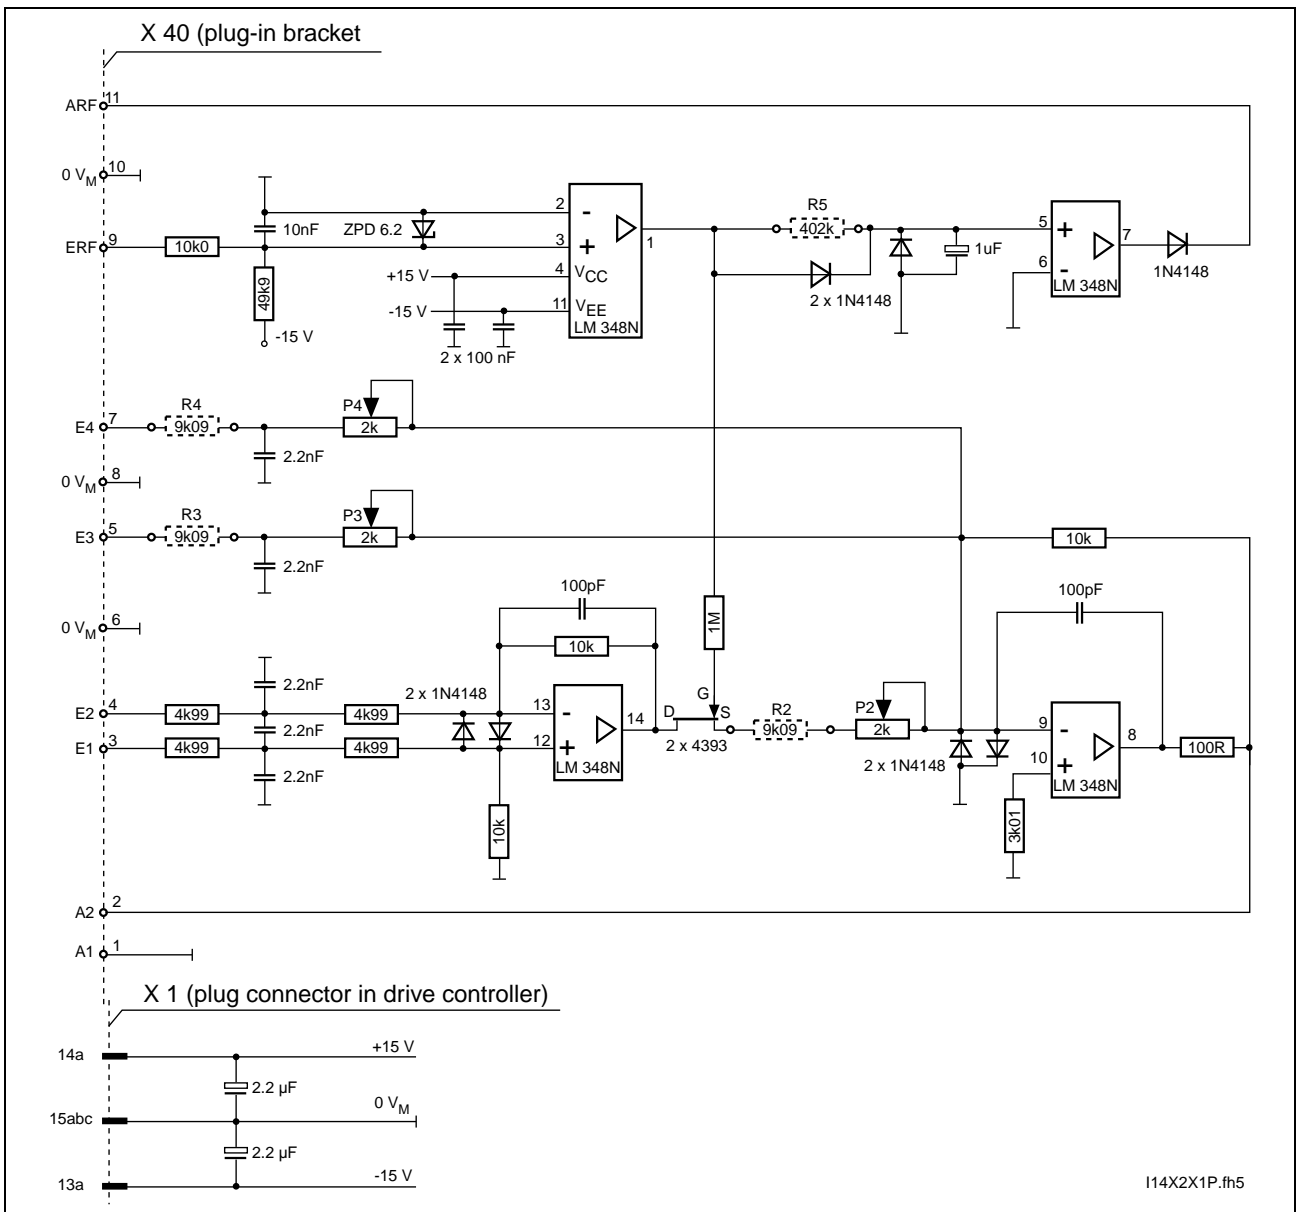 X 40 (plug-in bracket
ARF 11
0 VM 10
ERF 9
10k0
49k9
-15 V
10nF
ZPD 6.2
2
-
3
+
+15 V
4
VCC
-15 V
11
VEE
LM 348N
1
2 x 100 nF
R5
402k
2 x 1N4148
1uF
5
+
6
-
7
LM 348N
1N4148
E4 7
R4
9k09
2.2nF
P4
2k
0 VM 8
E3 5
R3
9k09
2.2nF
P3
2k
10k
0 VM 6
100pF
10k
1M
100pF
E2 4
4k99
2.2nF
4k99
2 x 1N4148
13
-
14
E1 3
4k99
2.2nF
4k99
12
+
LM 348N
2.2nF
10k
G
D
S
2 x 4393
R2
9k09
P2
2k
2 x 1N4148
9
-
10
+
8
LM 348N
100R
3k01
A2 2
A1 1
X 1 (plug connector in drive controller)
14a
+15 V
2.2 µF
15abc
0 VM
2.2 µF
13a
-15 V
I14X2X1P.fh5